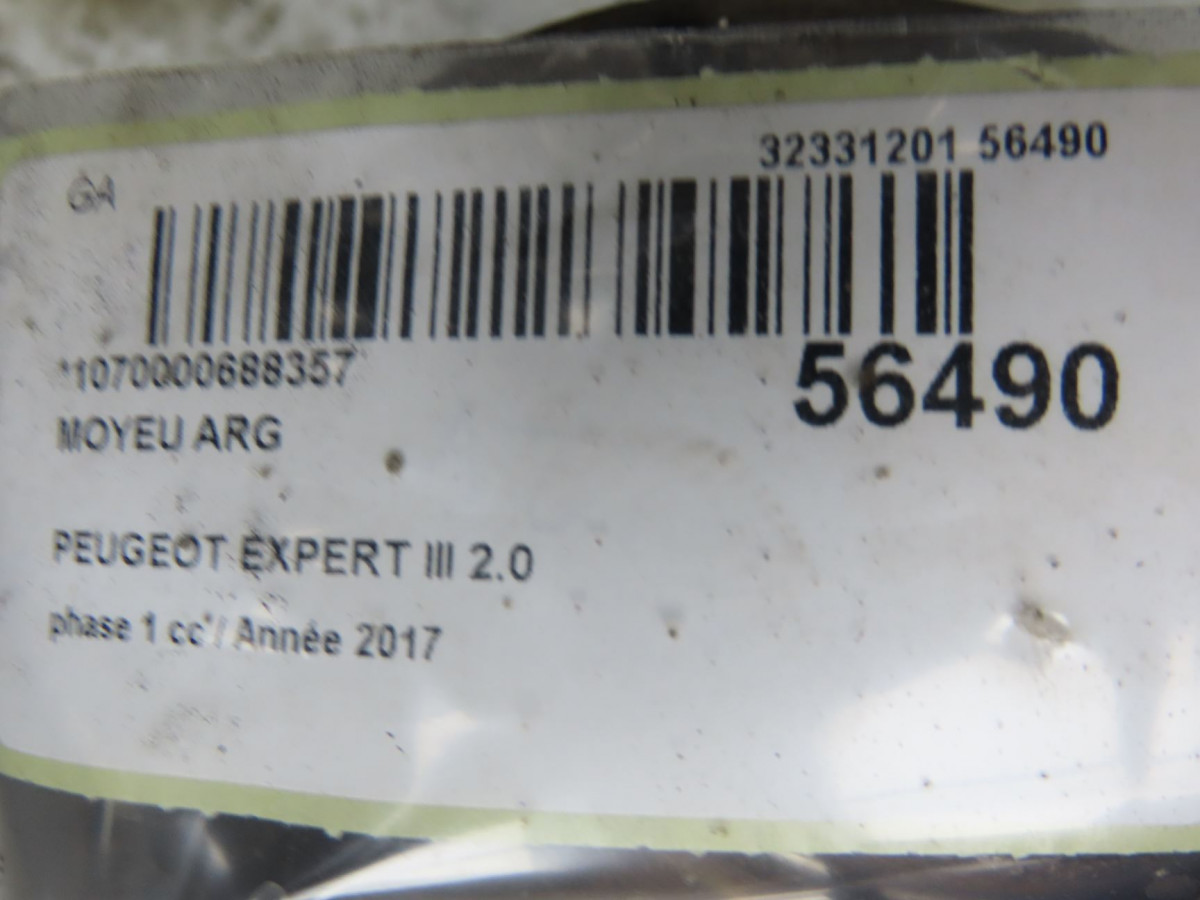 32331201 56490
GA
*1070000688357*
56490
MOYEU ARG
PEUGEOT EXPERT III 2.0
phase 1 cc / Année 2017